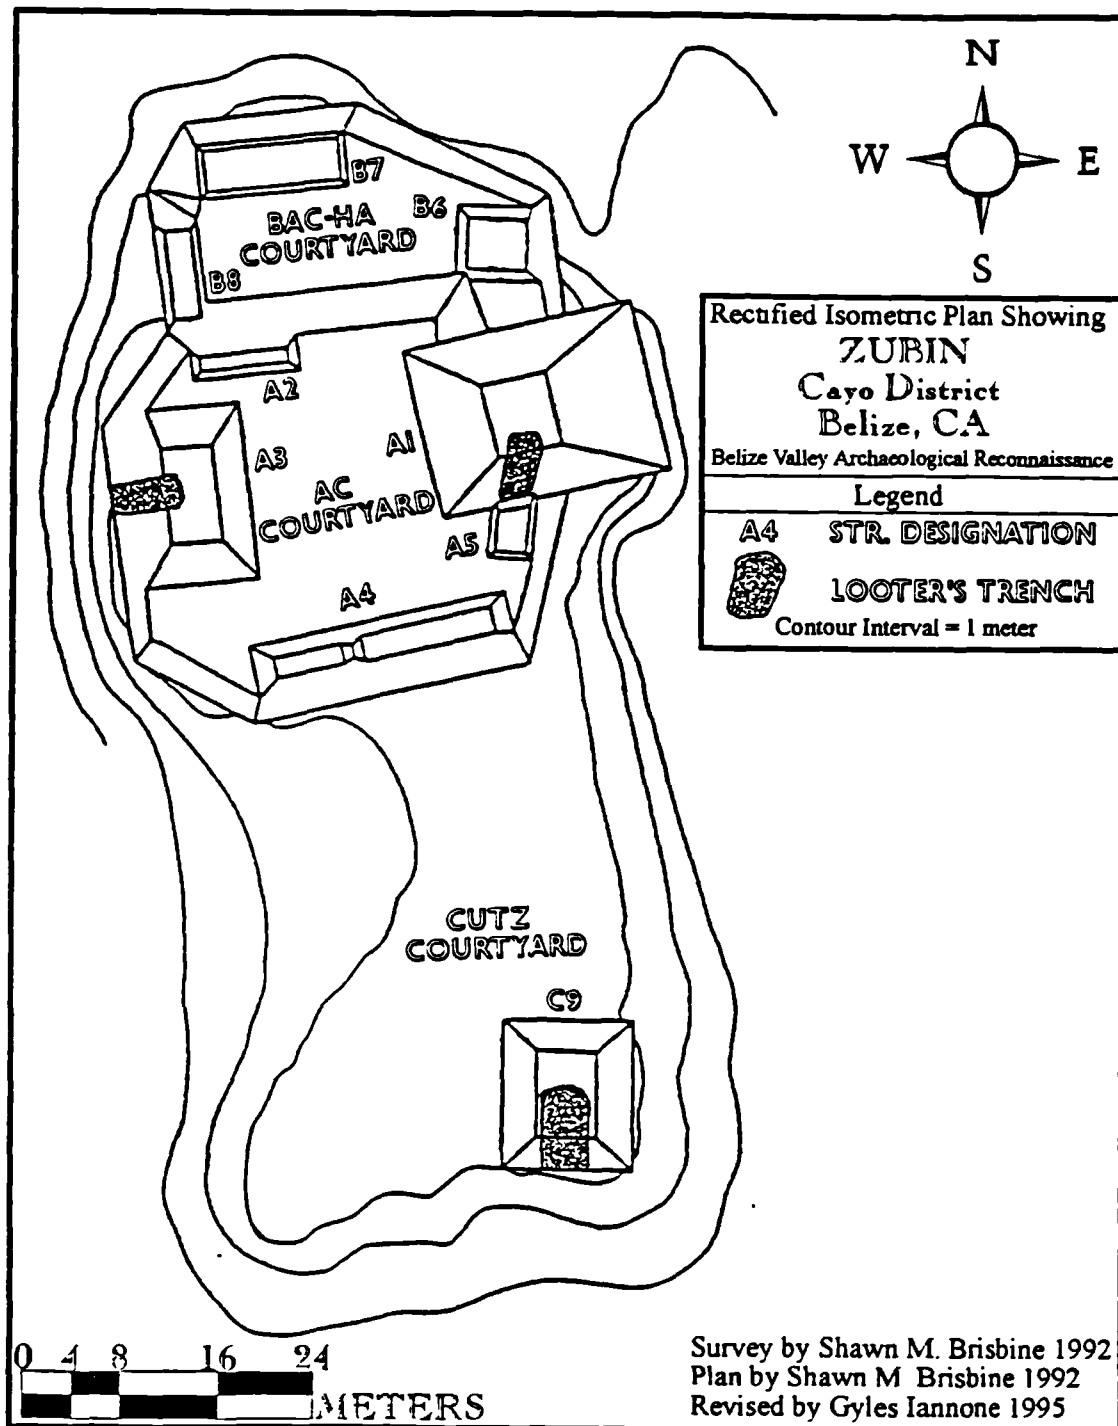 N
W E
S
B7
B6
BAC-HA
COURTYARD
B8
A2
A1
A3
AC
COURTYARD
A5
A4
Rectified Isometric Plan Showing
ZUBIN
Cayo District
Belize, CA
Belize Valley Archaeological Reconnaissance
Legend
A4 STR. DESIGNATION
LOOTER'S TRENCH
Contour Interval = 1 meter
CUTZ
COURTYARD
C9
0 4 8 16 24
METERS
Survey by Shawn M. Brisbine 1992
Plan by Shawn M Brisbine 1992
Revised by Gyles Iannone 1995